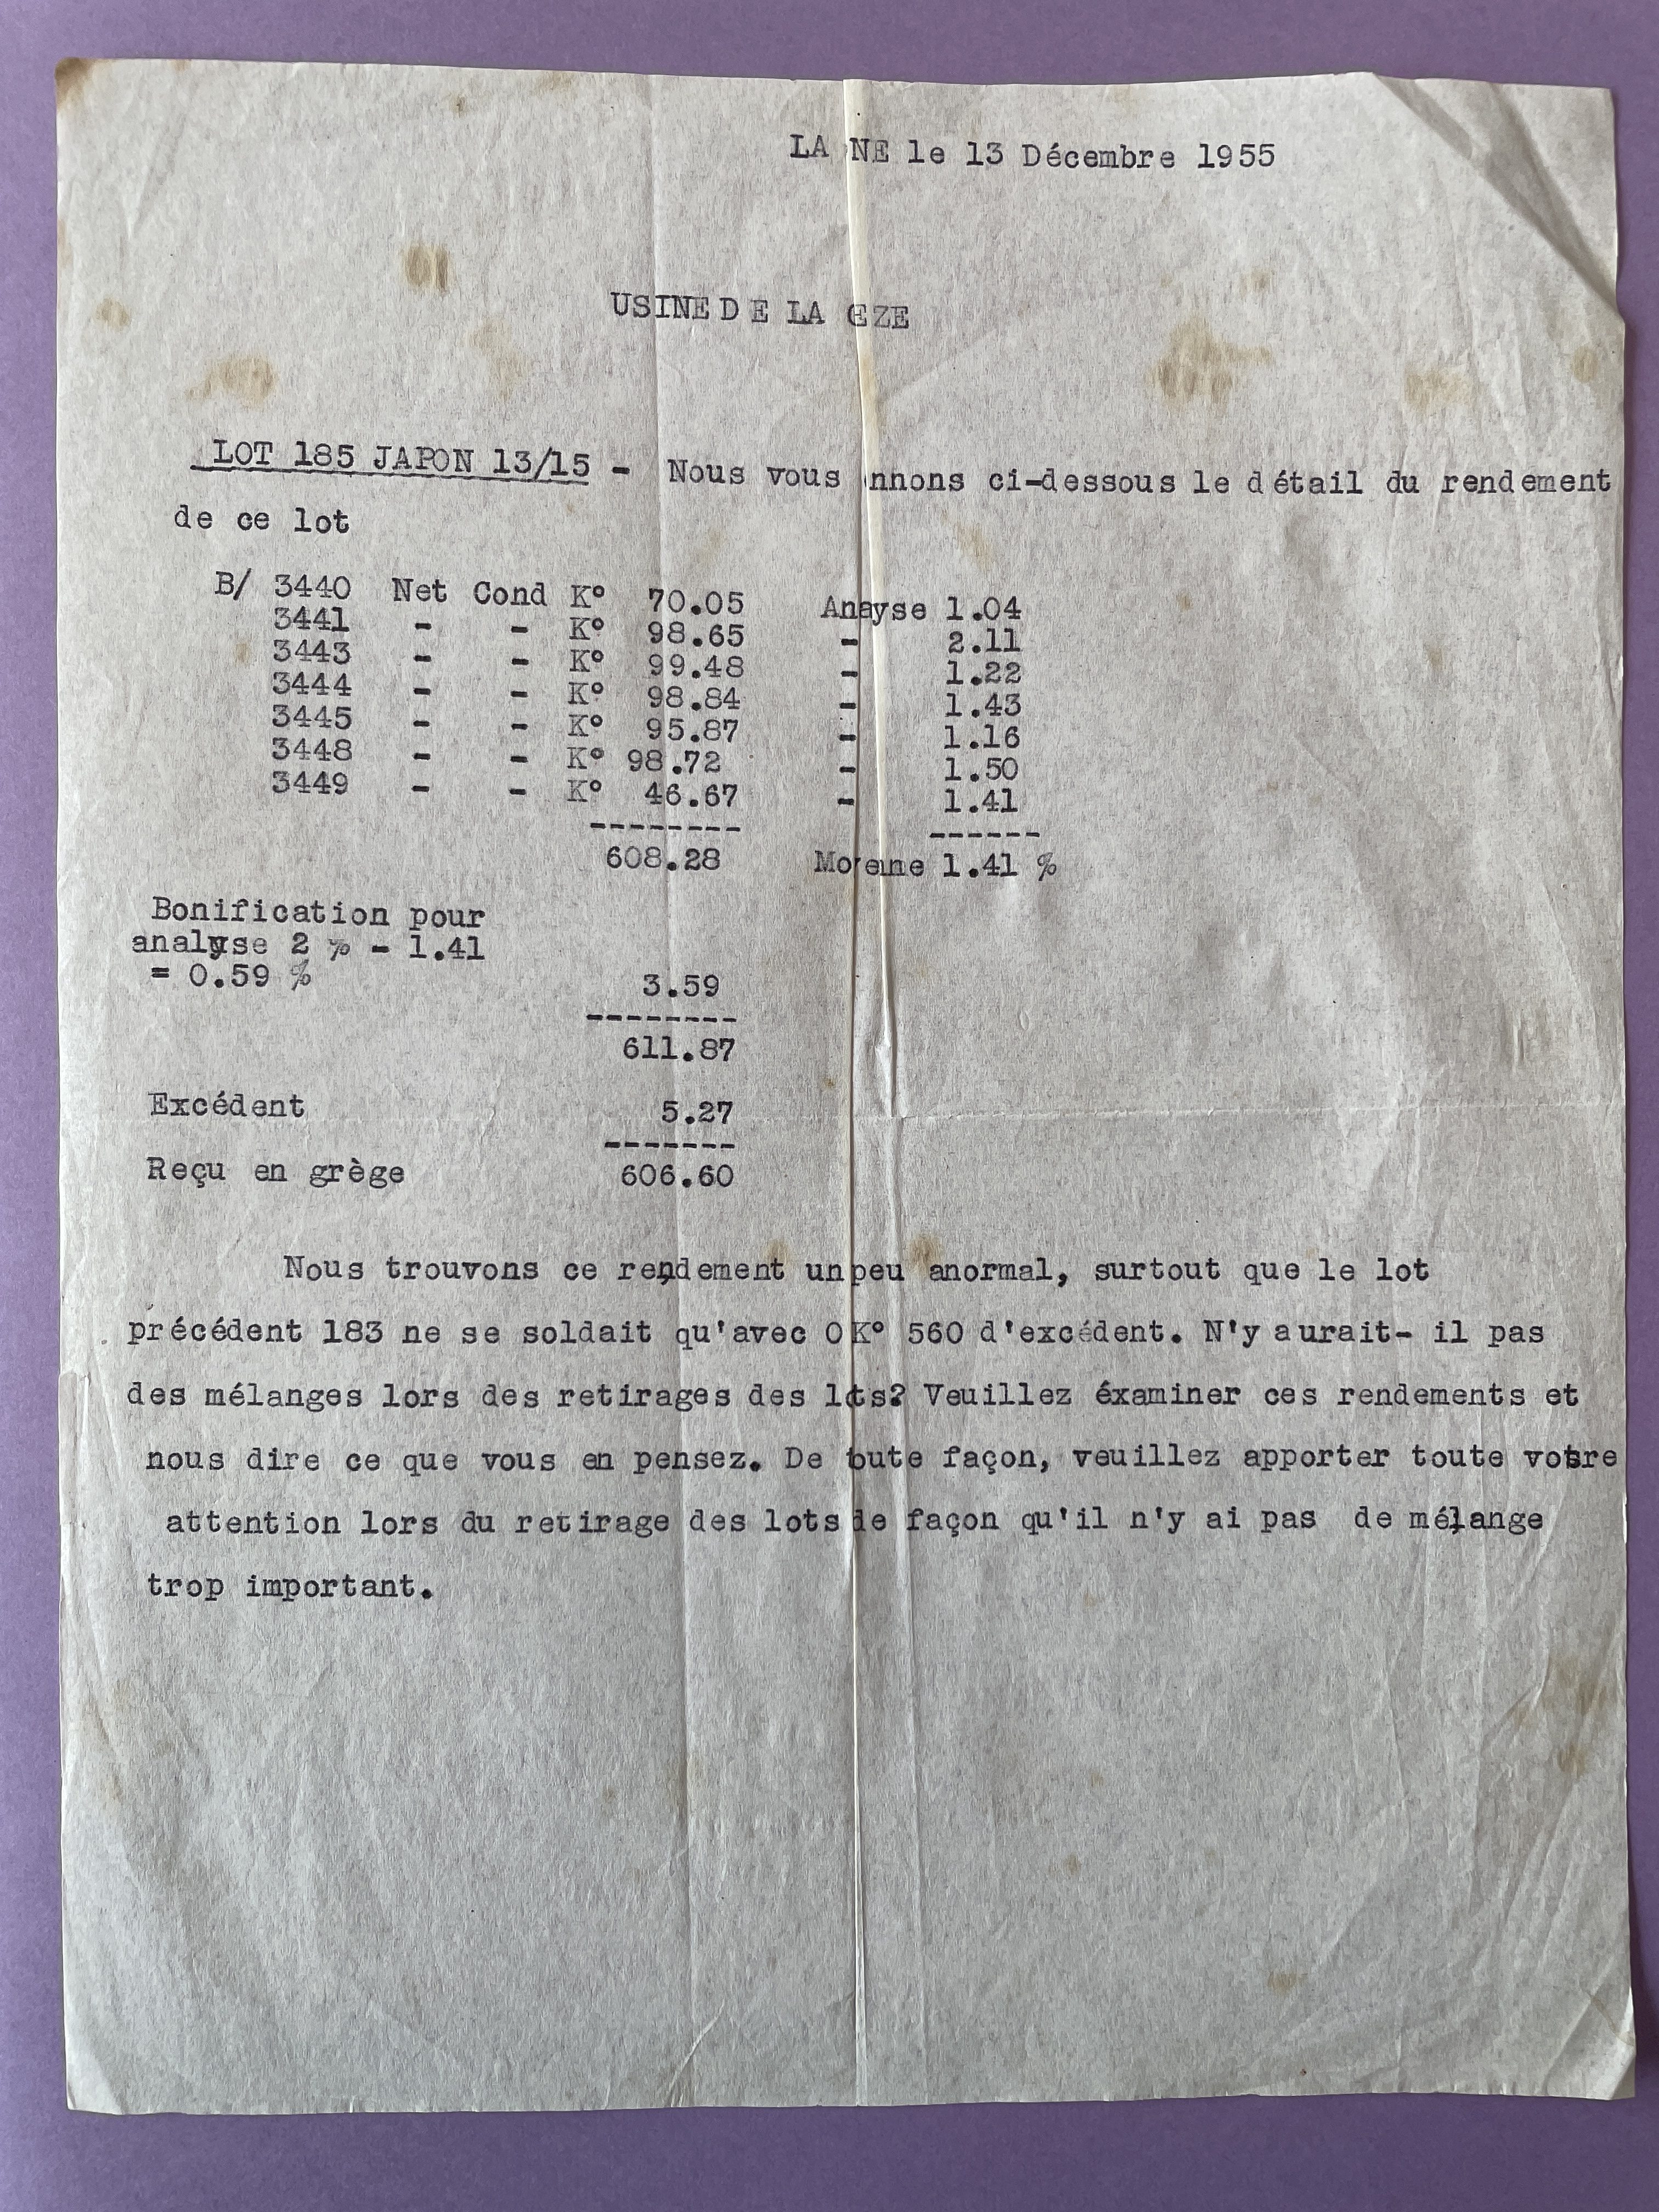 LA NE le 13 Décembre 1955
USINE DE LA EZE
LOT 185 JAPON 13/15 - Nous vous nnons ci-dessous le détail du rendement
de ce lot
B/ 3440 Net Cond K° 70.05 Anayse 1.04
3441 - - K° 98.65 - 2.11
3443 - - K° 99.48 - 1.22
3444 - - K° 98.84 - 1.43
3445 - - K° 95.87 - 1.16
3448 - - K° 98.72 - 1.50
3449 - - K° 46.67 - 1.41
-------- ------
608.28 Moyenne 1.41 %
Bonification pour
analyse 2 % - 1.41
= 0.59 % 3.59
--------
611.87
Excédent 5.27
-------
Reçu en grège 606.60
Nous trouvons ce rendement un peu anormal, surtout que le lot
précédent 183 ne se soldait qu'avec 0 K° 560 d'excédent. N'y aurait- il pas
des mélanges lors des retirages des lots? Veuillez éxaminer ces rendements et
nous dire ce que vous en pensez. De toute façon, veuillez apporter toute votre
attention lors du retirage des lots de façon qu'il n'y ai pas de mélange
trop important.